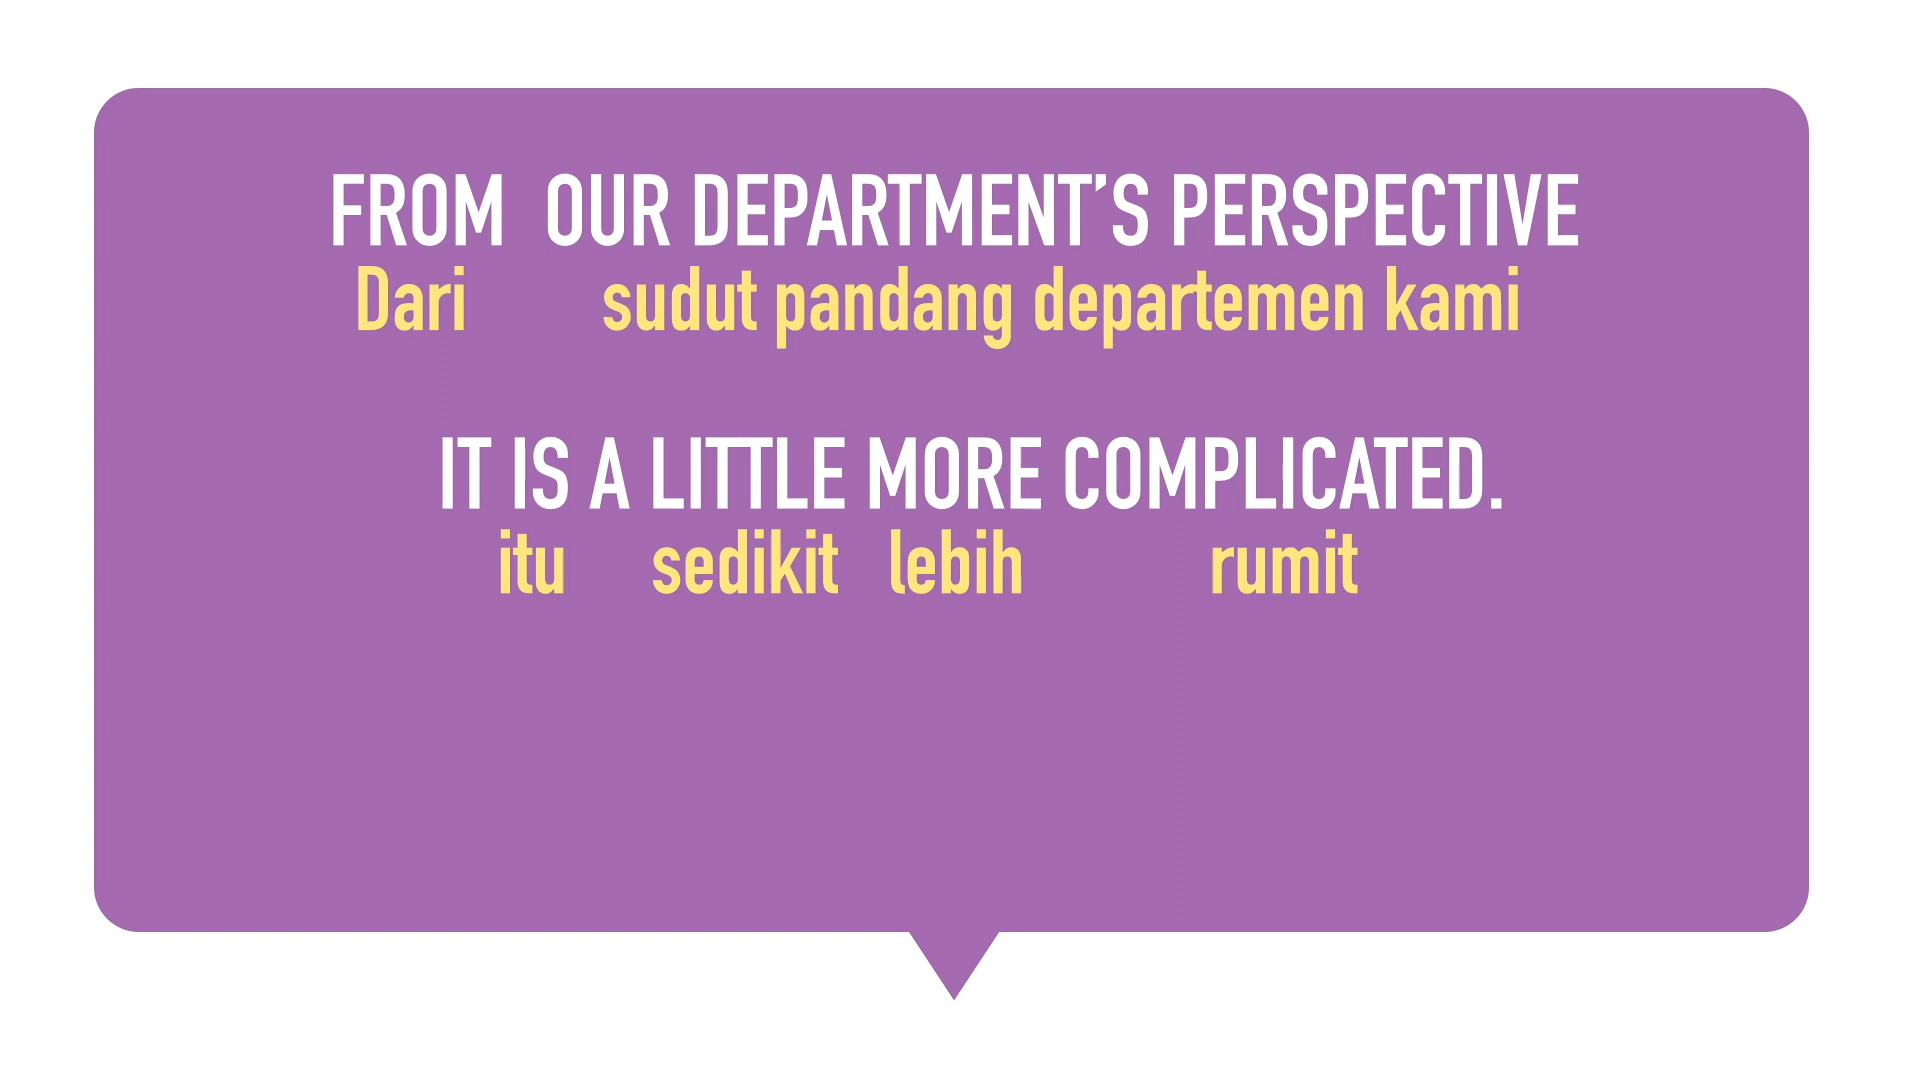 FROM OUR DEPARTMENT’S PERSPECTIVE
Dari sudut pandang departemen kami
IT IS A LITTLE MORE COMPLICATED.
itu sedikit lebih rumit